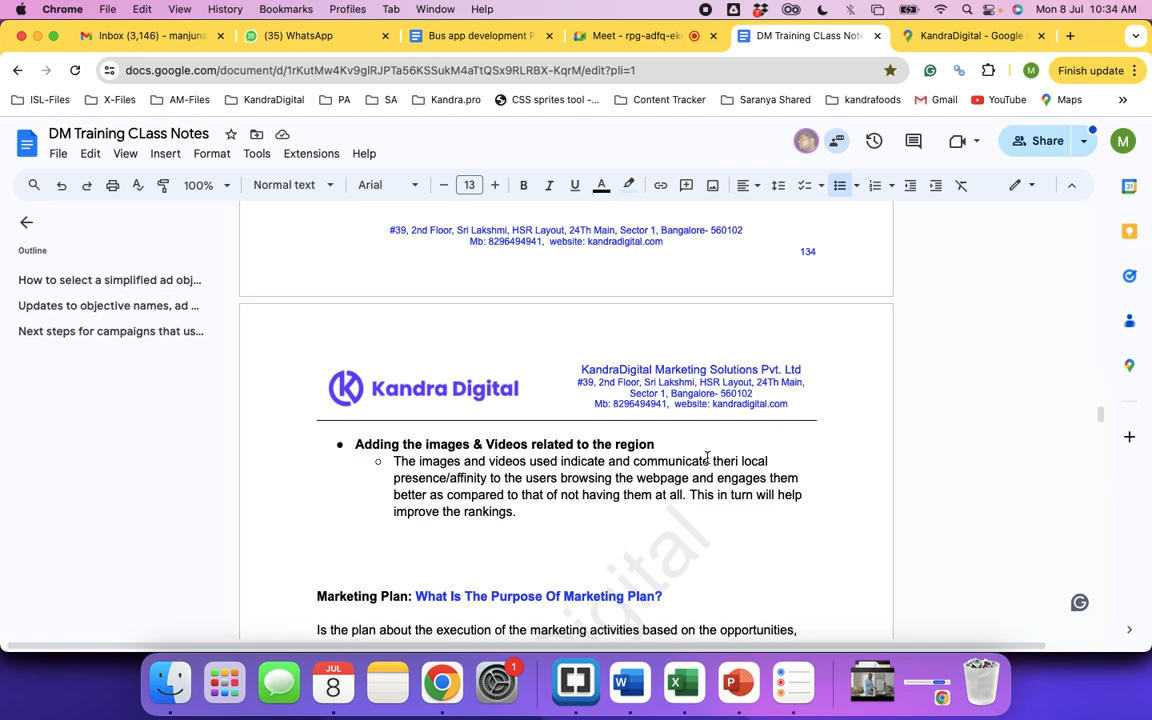 Chrome File Edit View History Bookmarks Profiles Tab Window Help Mon 8 Jul 10:34 AM
Inbox (3,146) - manjuna WhatsApp (35) Bus app development P Meet - rpg-adfq-ek DM Training CLass Note KandraDigital - Google
docs.google.com/document/d/1rKutMw4Kv9glRJPTa56KSSukM4aTtQSx9RLRBX-KqrM/edit?pli=1 M Finish update
ISL-Files X-Files AM-Files KandraDigital PA SA Kandra.pro CSS sprites tool -... Content Tracker Saranya Shared kandrafoods Gmail YouTube Maps »
DM Training CLass Notes
Share M
File Edit View Insert Format Tools Extensions Help
100% Normal text Arial 13 B I U A
Outline
How to select a simplified ad obj...
Updates to objective names, ad ...
Next steps for campaigns that us...
#39, 2nd Floor, Sri Lakshmi, HSR Layout, 24Th Main, Sector 1, Bangalore- 560102
Mb: 8296494941, website: kandradigital.com
134
Kandra Digital
KandraDigital Marketing Solutions Pvt. Ltd
#39, 2nd Floor, Sri Lakshmi, HSR Layout, 24Th Main,
Sector 1, Bangalore- 560102
Mb: 8296494941, website: kandradigital.com
● Adding the images & Videos related to the region
○ The images and videos used indicate and communicate theri local
presence/affinity to the users browsing the webpage and engages them
better as compared to that of not having them at all. This in turn will help
improve the rankings.
igital
Marketing Plan: What Is The Purpose Of Marketing Plan?
Is the plan about the execution of the marketing activities based on the opportunities,
JUL
8
1